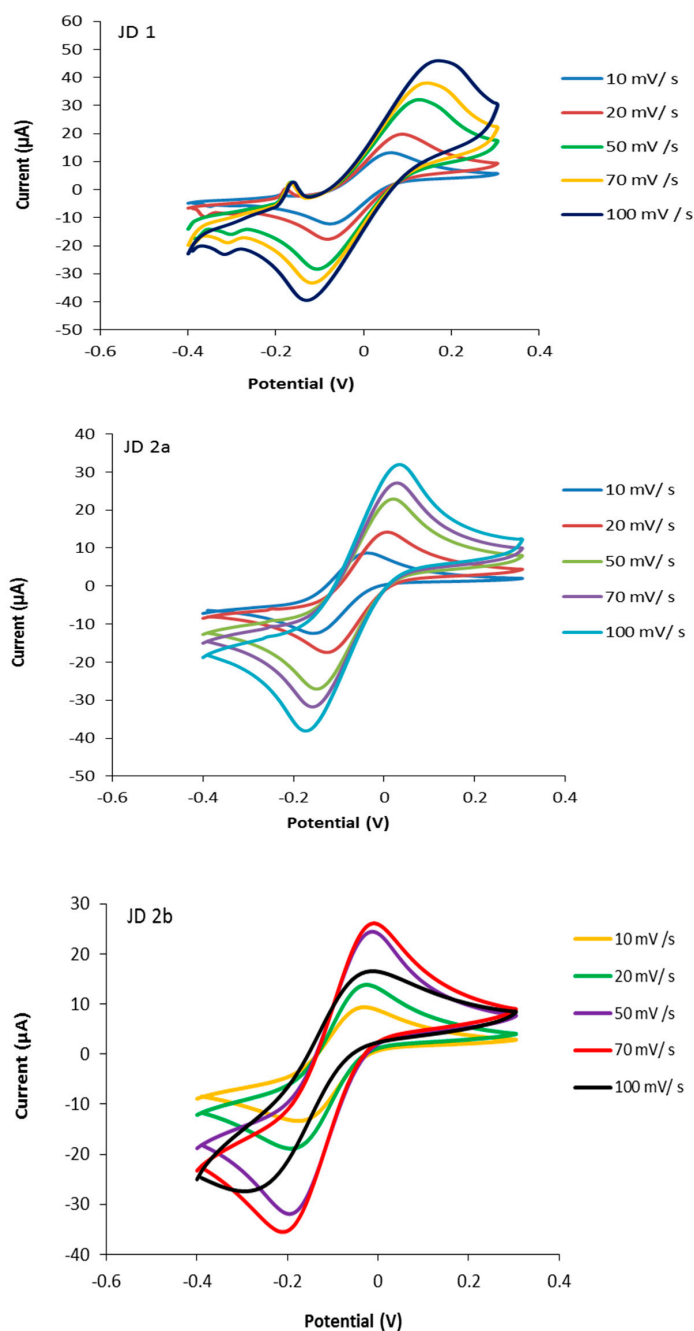 JD 1
60
50
40
30
20
10
0
-10
-20
-30
-40
-50
-0.6
-0.4
-0.2
0
0.2
0.4
Current (µA)
Potential (V)
10 mV/ s
20 mV/ s
50 mV /s
70 mV/ s
100 mV/ s
JD 2a
40
30
20
10
0
-10
-20
-30
-40
-50
-0.6
-0.4
-0.2
0
0.2
0.4
Current (µA)
Potential (V)
10 mV/ s
20 mV/ s
50 mV/ s
70 mV/ s
100 mV/ s
JD 2b
30
20
10
0
-10
-20
-30
-40
-0.6
-0.4
-0.2
0
0.2
0.4
Current (µA)
Potential (V)
10 mV /s
20 mV/ s
50 mV/ s
70 mV/ s
100 mV/ s